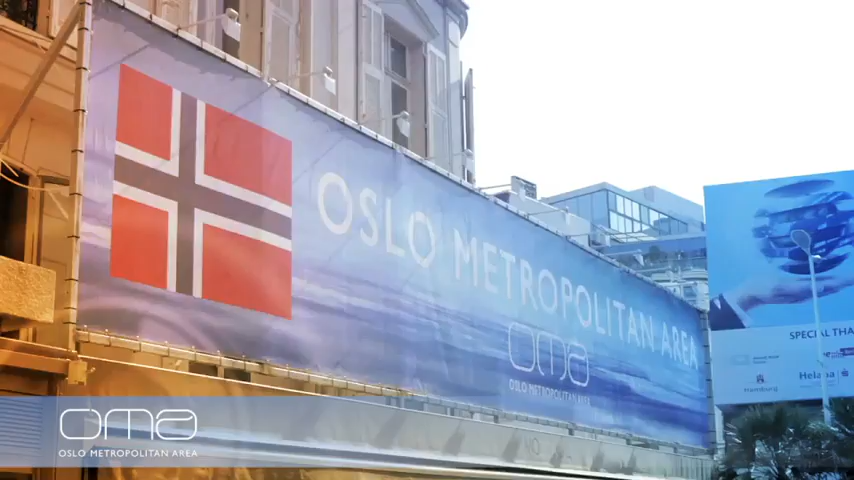 OSLO METROPOLITAN AREA
oma
OSLO METROPOLITAN AREA
SPECIAL THA
Hamburg
Helaba
oma
OSLO METROPOLITAN AREA